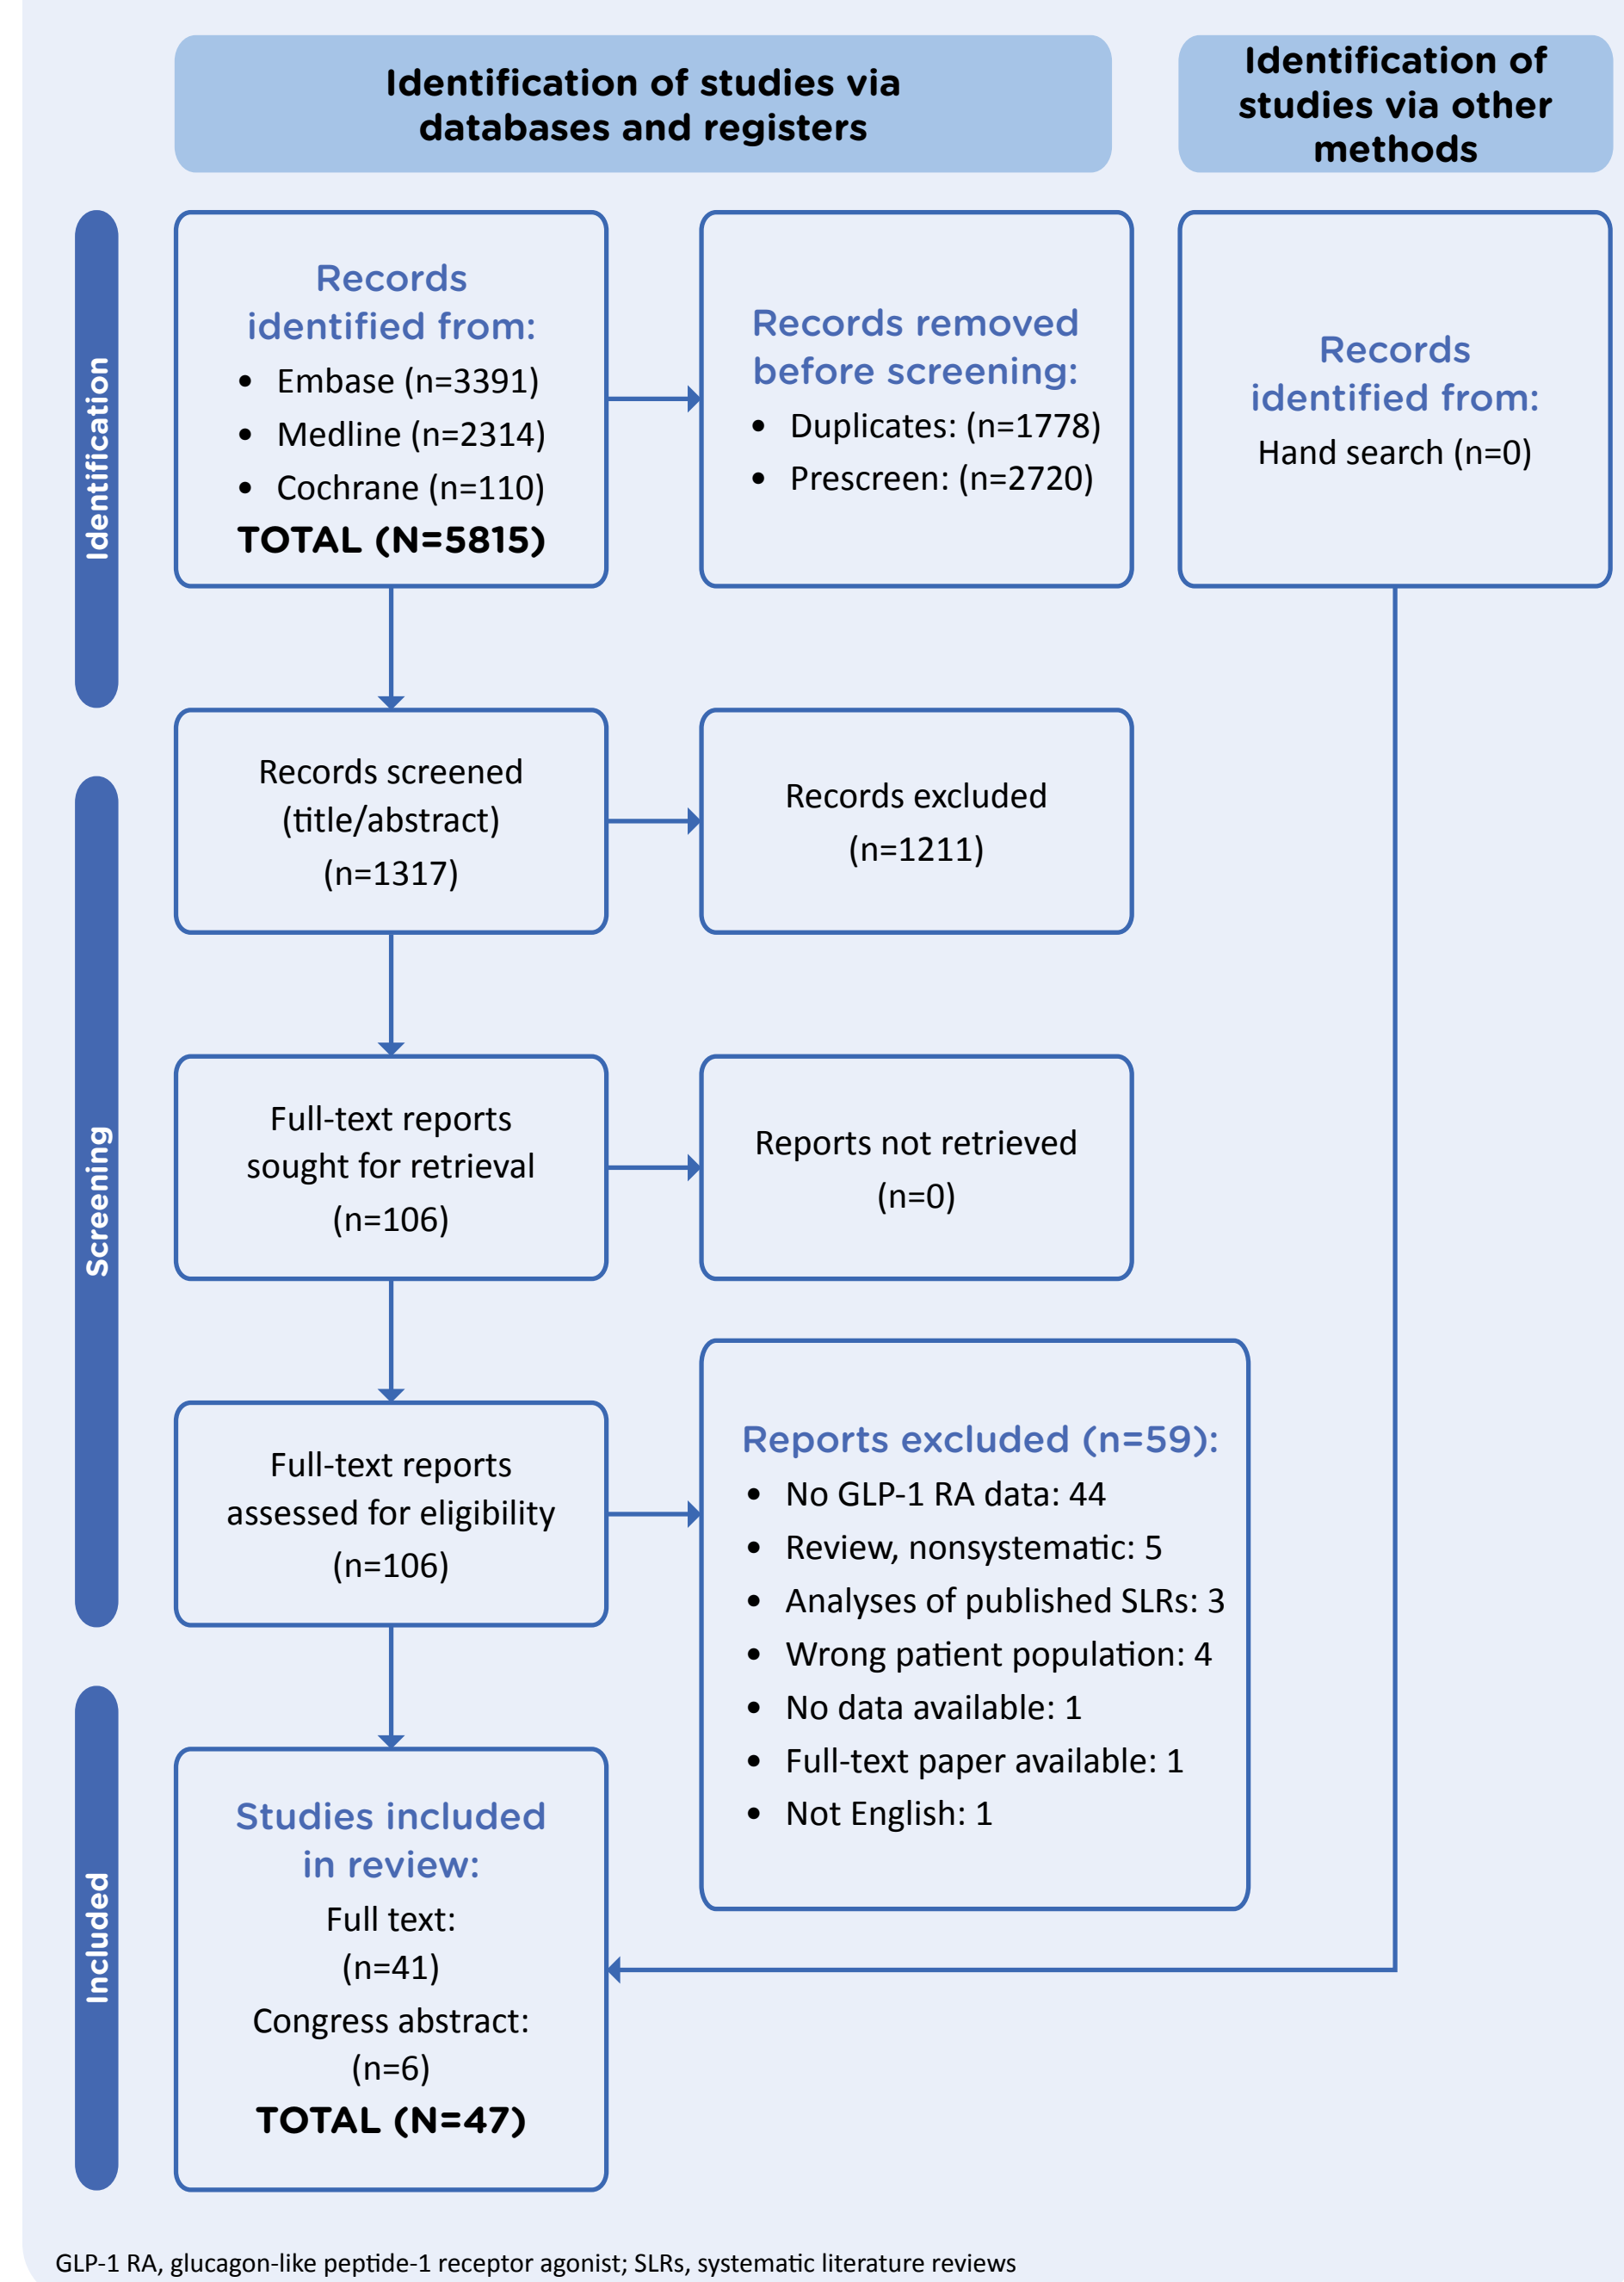 Identification of studies via
databases and registers
Identification of
studies via other
methods
Identification
Records
identified from:
• Embase (n=3391)
• Medline (n=2314)
• Cochrane (n=110)
TOTAL (N=5815)
Records removed
before screening:
• Duplicates: (n=1778)
• Prescreen: (n=2720)
Records
identified from:
Hand search (n=0)
Screening
Records screened
(title/abstract)
(n=1317)
Records excluded
(n=1211)
Full-text reports
sought for retrieval
(n=106)
Reports not retrieved
(n=0)
Full-text reports
assessed for eligibility
(n=106)
Reports excluded (n=59):
• No GLP-1 RA data: 44
• Review, nonsystematic: 5
• Analyses of published SLRs: 3
• Wrong patient population: 4
• No data available: 1
• Full-text paper available: 1
• Not English: 1
Included
Studies included
in review:
Full text:
(n=41)
Congress abstract:
(n=6)
TOTAL (N=47)
GLP-1 RA, glucagon-like peptide-1 receptor agonist; SLRs, systematic literature reviews